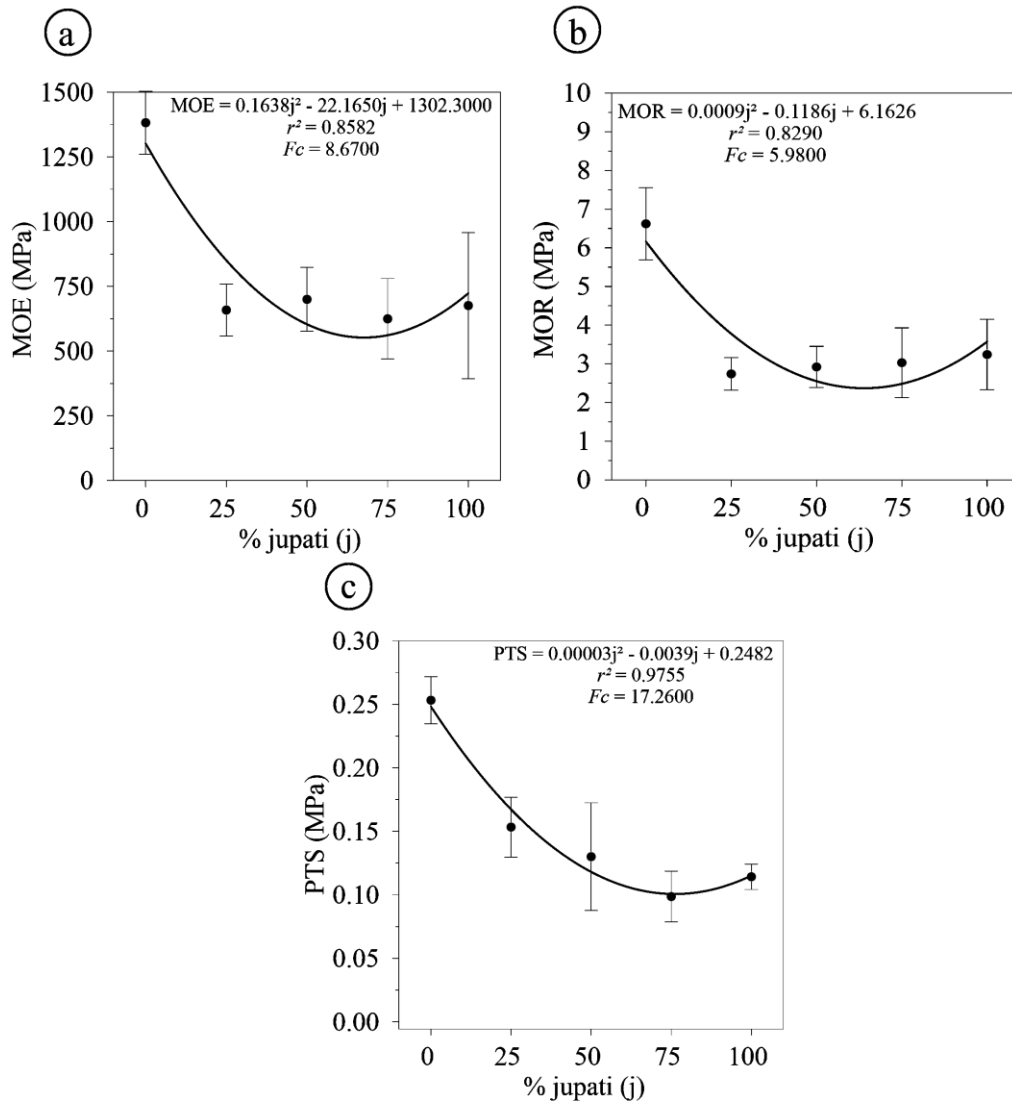 a
MOE = 0.1638j² - 22.1650j + 1302.3000
r² = 0.8582
Fc = 8.6700
1500
1250
1000
750
500
250
0
MOE (MPa)
0 25 50 75 100
% jupati (j)
b
MOR = 0.0009j² - 0.1186j + 6.1626
r² = 0.8290
Fc = 5.9800
10
9
8
7
6
5
4
3
2
1
0
MOR (MPa)
0 25 50 75 100
% jupati (j)
c
PTS = 0.00003j² - 0.0039j + 0.2482
r² = 0.9755
Fc = 17.2600
0.30
0.25
0.20
0.15
0.10
0.05
0.00
PTS (MPa)
0 25 50 75 100
% jupati (j)